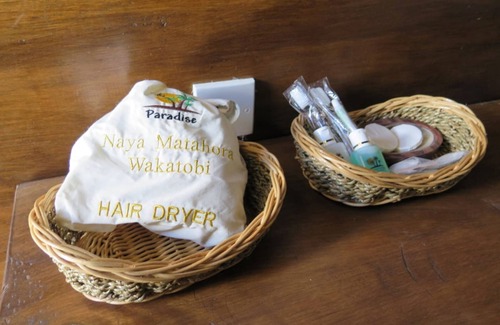 Paradise
Naya Matahora
Wakatobi
HAIR DRYER